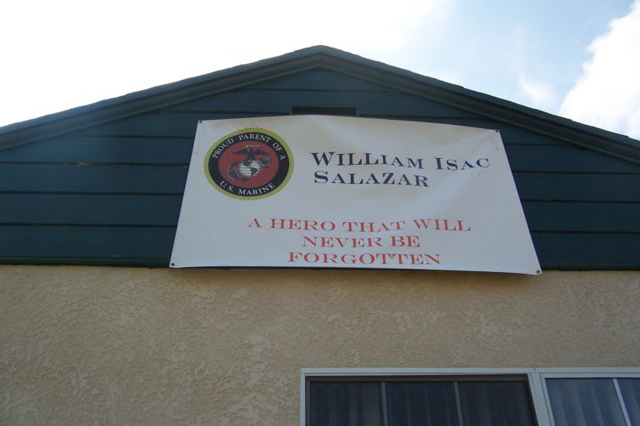 PROUD PARENT OF A
U.S. MARINE
WILLIAM ISAC
SALAZAR
A HERO THAT WILL
NEVER BE
FORGOTTEN